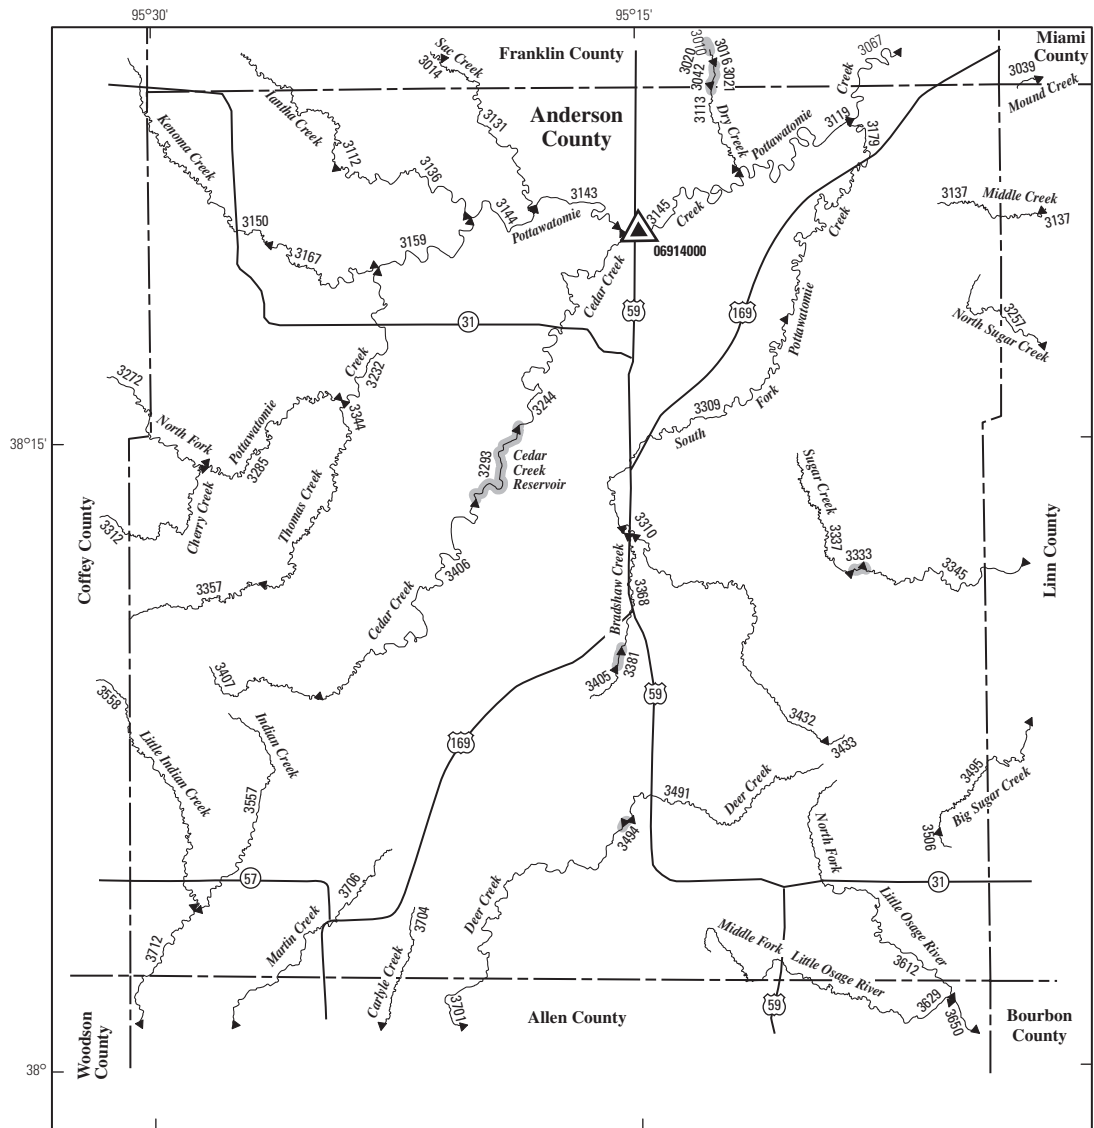 95°30'
95°15'
Franklin County
Miami
County
Sac Creek
3014
3020
3010
3016
3021
3042
3113
3067
Creek
3039
Mound Creek
Anderson
County
Kenoma Creek
3131
Dry Creek
Pottawatomie
3119
3179
3112
3136
3143
3144
Pottawatomie
3145
Creek
3137
Middle Creek
3137
3150
3167
3159
06914000
Cedar Creek
Creek
59
169
31
3257
North Sugar Creek
Pottawatomie
3272
Creek
3232
3244
3309
Fork
South
North Fork
Pottawatomie
3285
3344
38°15'
3293
Cedar
Creek
Reservoir
Sugar Creek
3312
Cherry Creek
Thomas Creek
3310
3337
3333
3345
Coffey County
Linn County
3357
3406
Cedar Creek
Bradshaw Creek
3368
3407
3405
3381
3558
59
Indian Creek
Little Indian Creek
3432
3433
169
3557
3491
Deer Creek
3495
Big Sugar Creek
3506
3494
North Fork
57
3706
31
Deer Creek
3704
Martin Creek
Little Osage River
3712
Carlyle Creek
Middle Fork
Little Osage River
3612
3629
3650
3701
59
Woodson
County
Allen County
Bourbon
County
38°